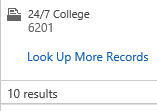 24/7 College
6201
Look Up More Records
10 results